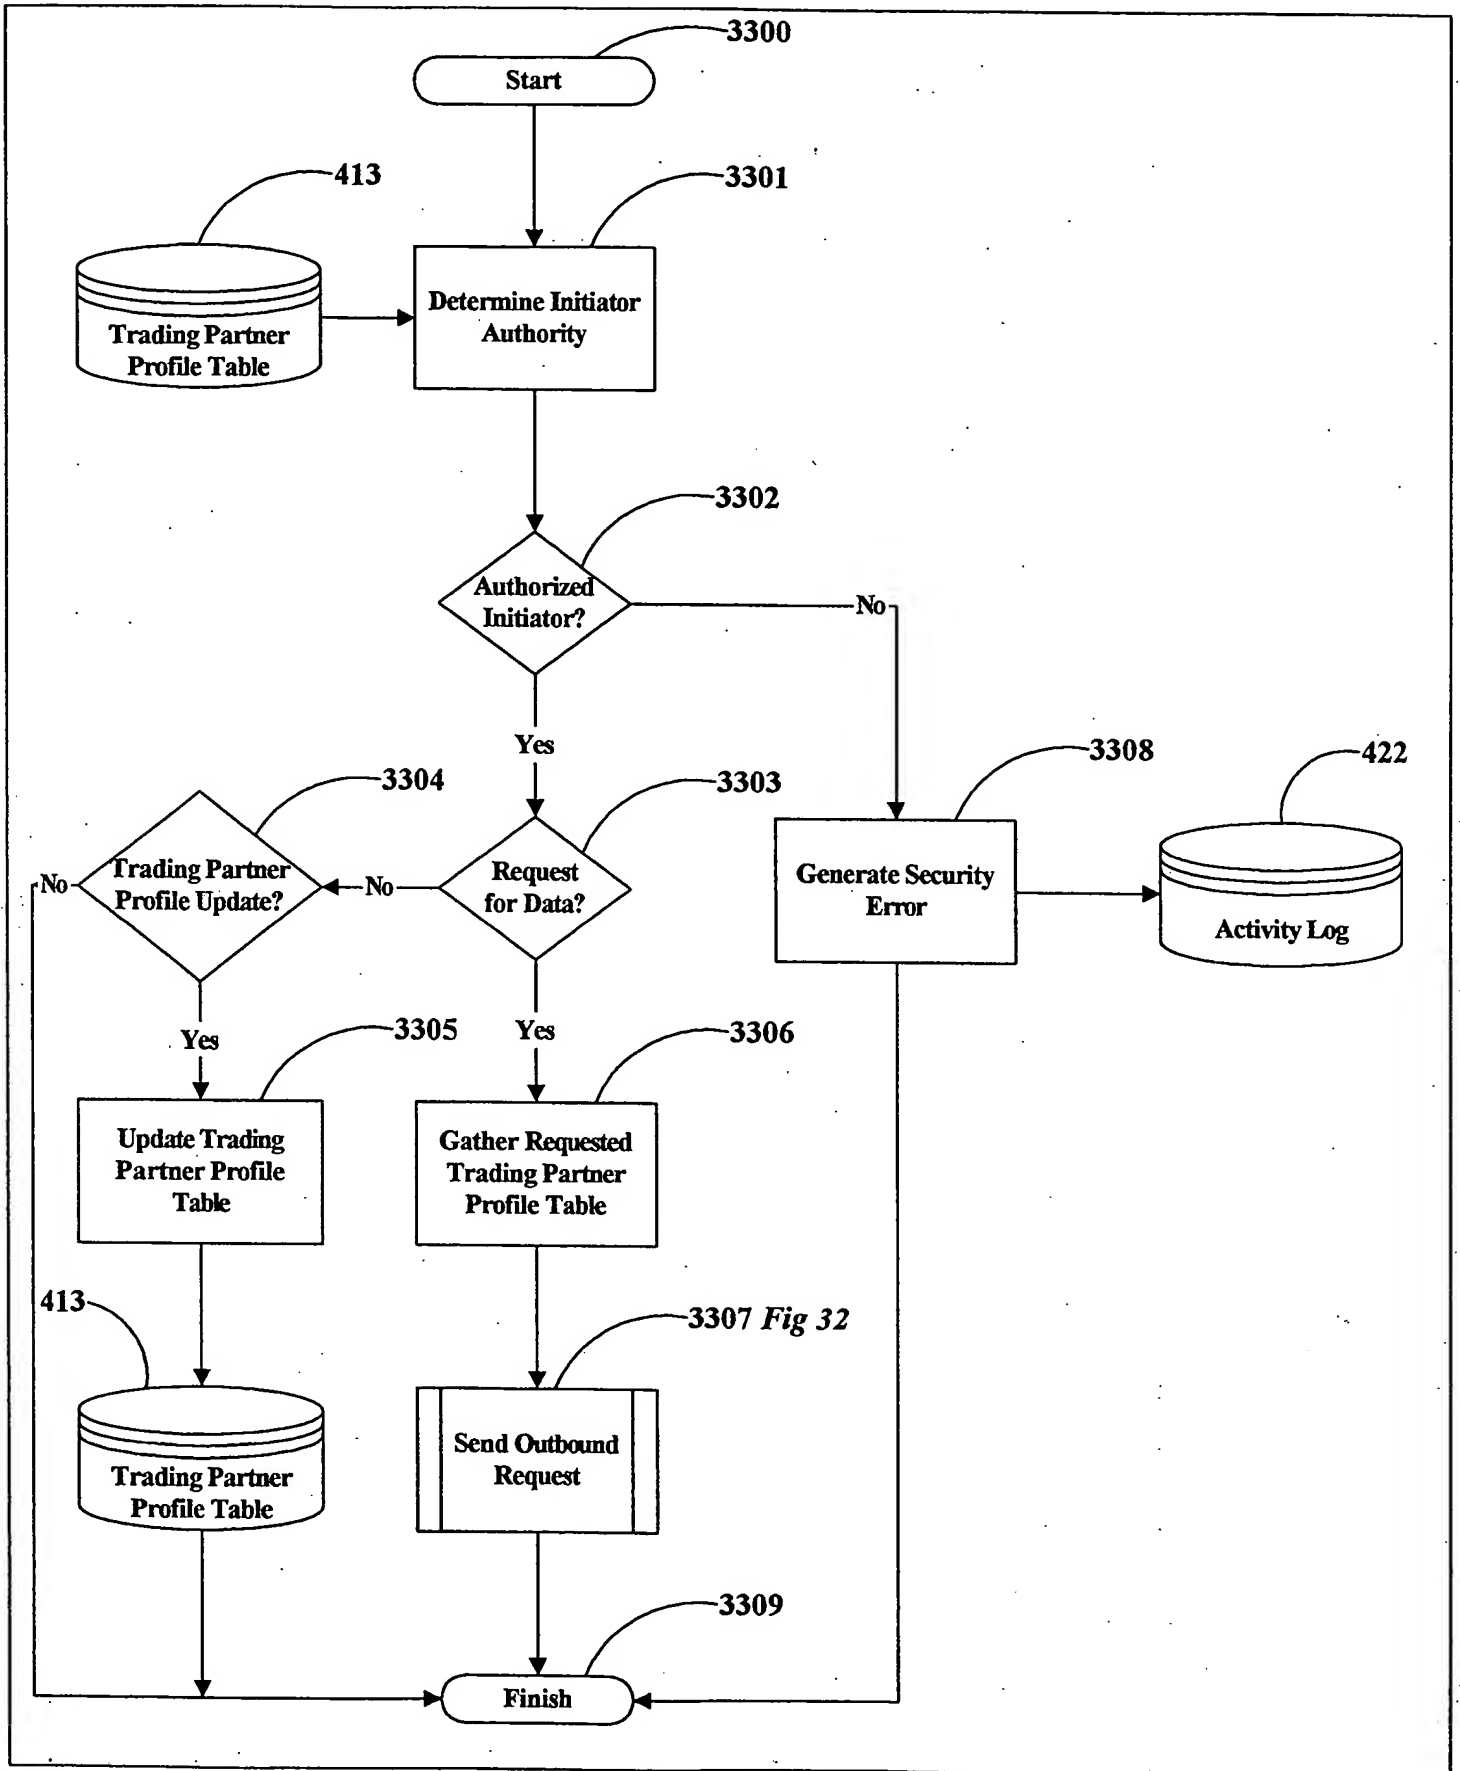 3300
Start
413
3301
Trading Partner
Profile Table
Determine Initiator
Authority
3302
Authorized
Initiator?
No
Yes
3304
3303
3308
422
No
Trading Partner
Profile Update?
No
Request
for Data?
Generate Security
Error
Activity Log
Yes
3305
Yes
3306
Update Trading
Partner Profile
Table
Gather Requested
Trading Partner
Profile Table
413
3307 Fig 32
Trading Partner
Profile Table
Send Outbound
Request
3309
Finish